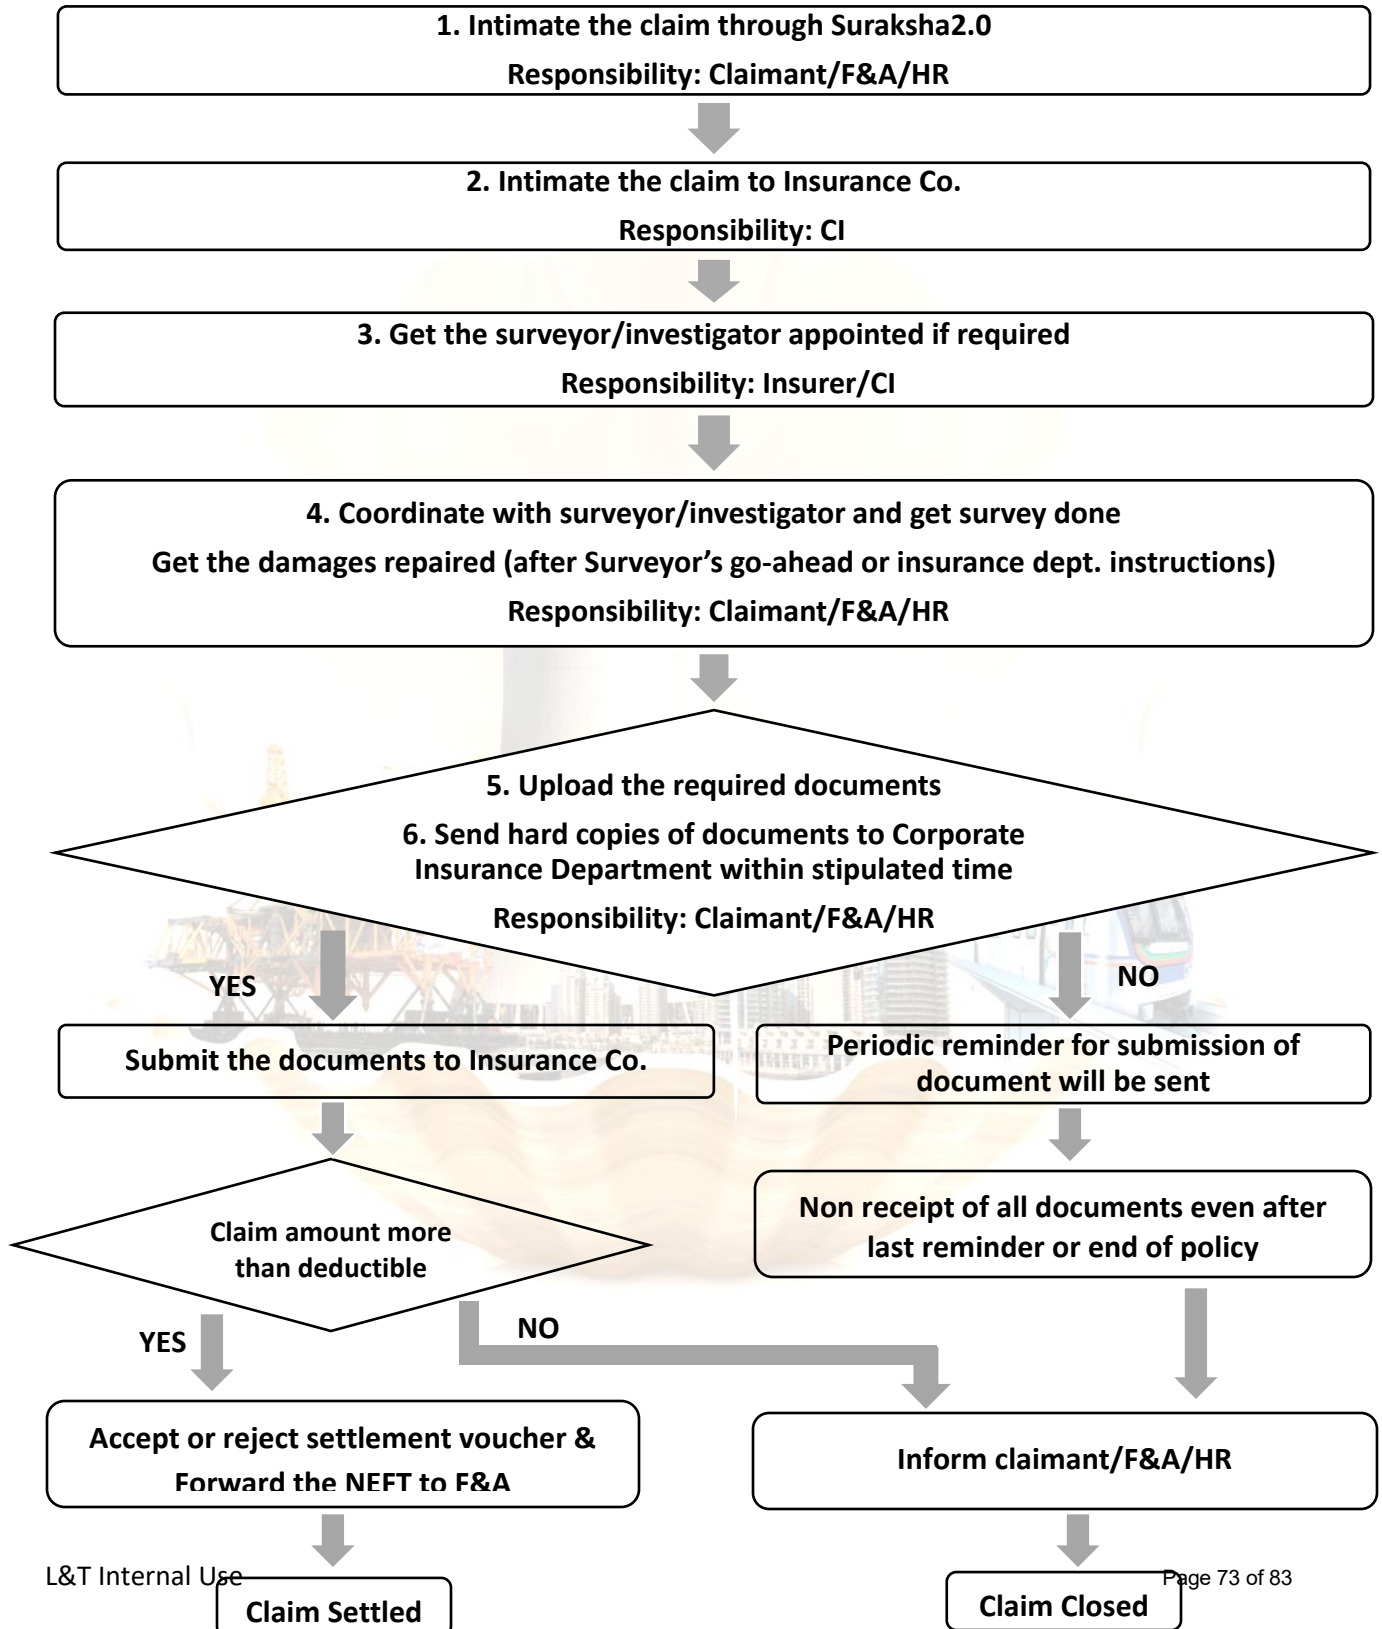 1. Intimate the claim through Suraksha2.0
Responsibility: Claimant/F&A/HR
2. Intimate the claim to Insurance Co.
Responsibility: CI
3. Get the surveyor/investigator appointed if required
Responsibility: Insurer/CI
4. Coordinate with surveyor/investigator and get survey done
Get the damages repaired (after Surveyor’s go-ahead or insurance dept. instructions)
Responsibility: Claimant/F&A/HR
5. Upload the required documents
6. Send hard copies of documents to Corporate
Insurance Department within stipulated time
Responsibility: Claimant/F&A/HR
YES
NO
Submit the documents to Insurance Co.
Periodic reminder for submission of
document will be sent
Claim amount more
than deductible
Non receipt of all documents even after
last reminder or end of policy
YES
NO
Accept or reject settlement voucher &
Forward the NEFT to F&A
Inform claimant/F&A/HR
L&T Internal Use
Page 73 of 83
Claim Settled
Claim Closed